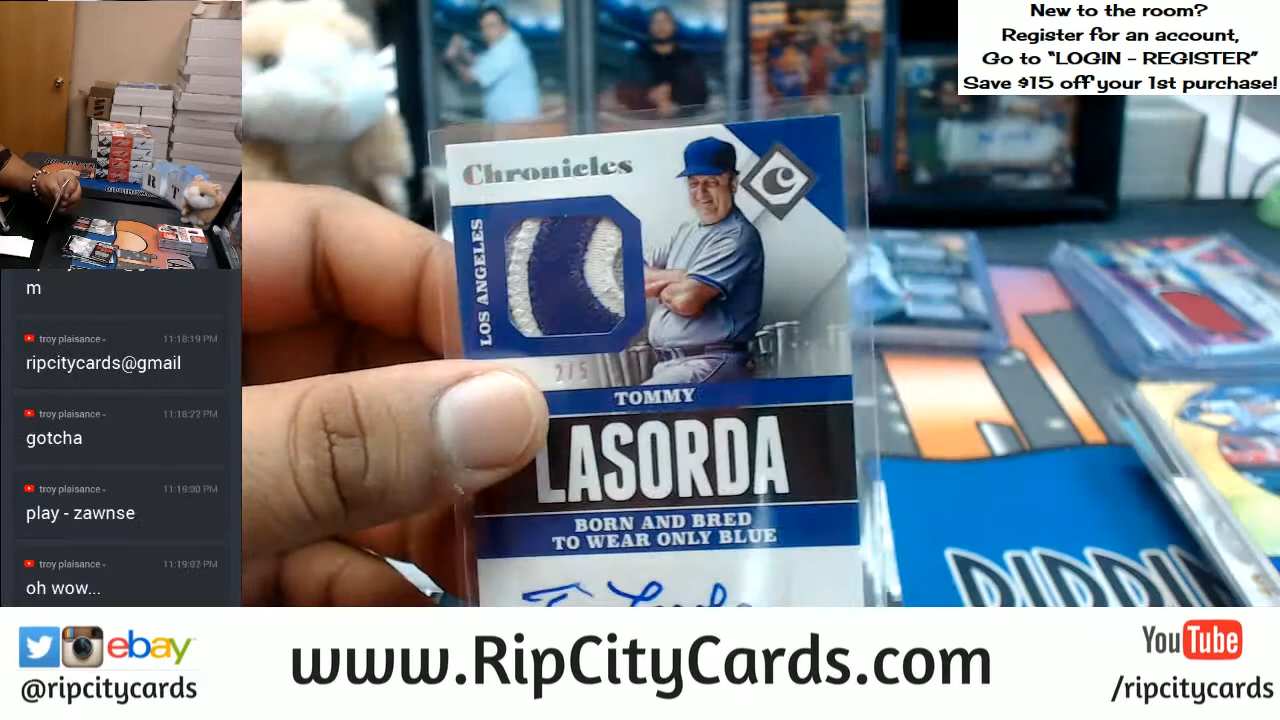 New to the room?
Register for an account,
Go to "LOGIN - REGISTER"
Save $15 off your 1st purchase!
m
troy plaisance
11:18:19 PM
ripcitycards@gmail
troy plaisance
11:18:22 PM
gotcha
troy plaisance
11:19:00 PM
play - zawnse
troy plaisance
11:19:07 PM
oh wow...
Chronicles
C
LOS ANGELES
2/5
TOMMY
LASORDA
BORN AND BRED
TO WEAR ONLY BLUE
ebay
@ripcitycards
www.RipCityCards.com
YouTube
/ripcitycards